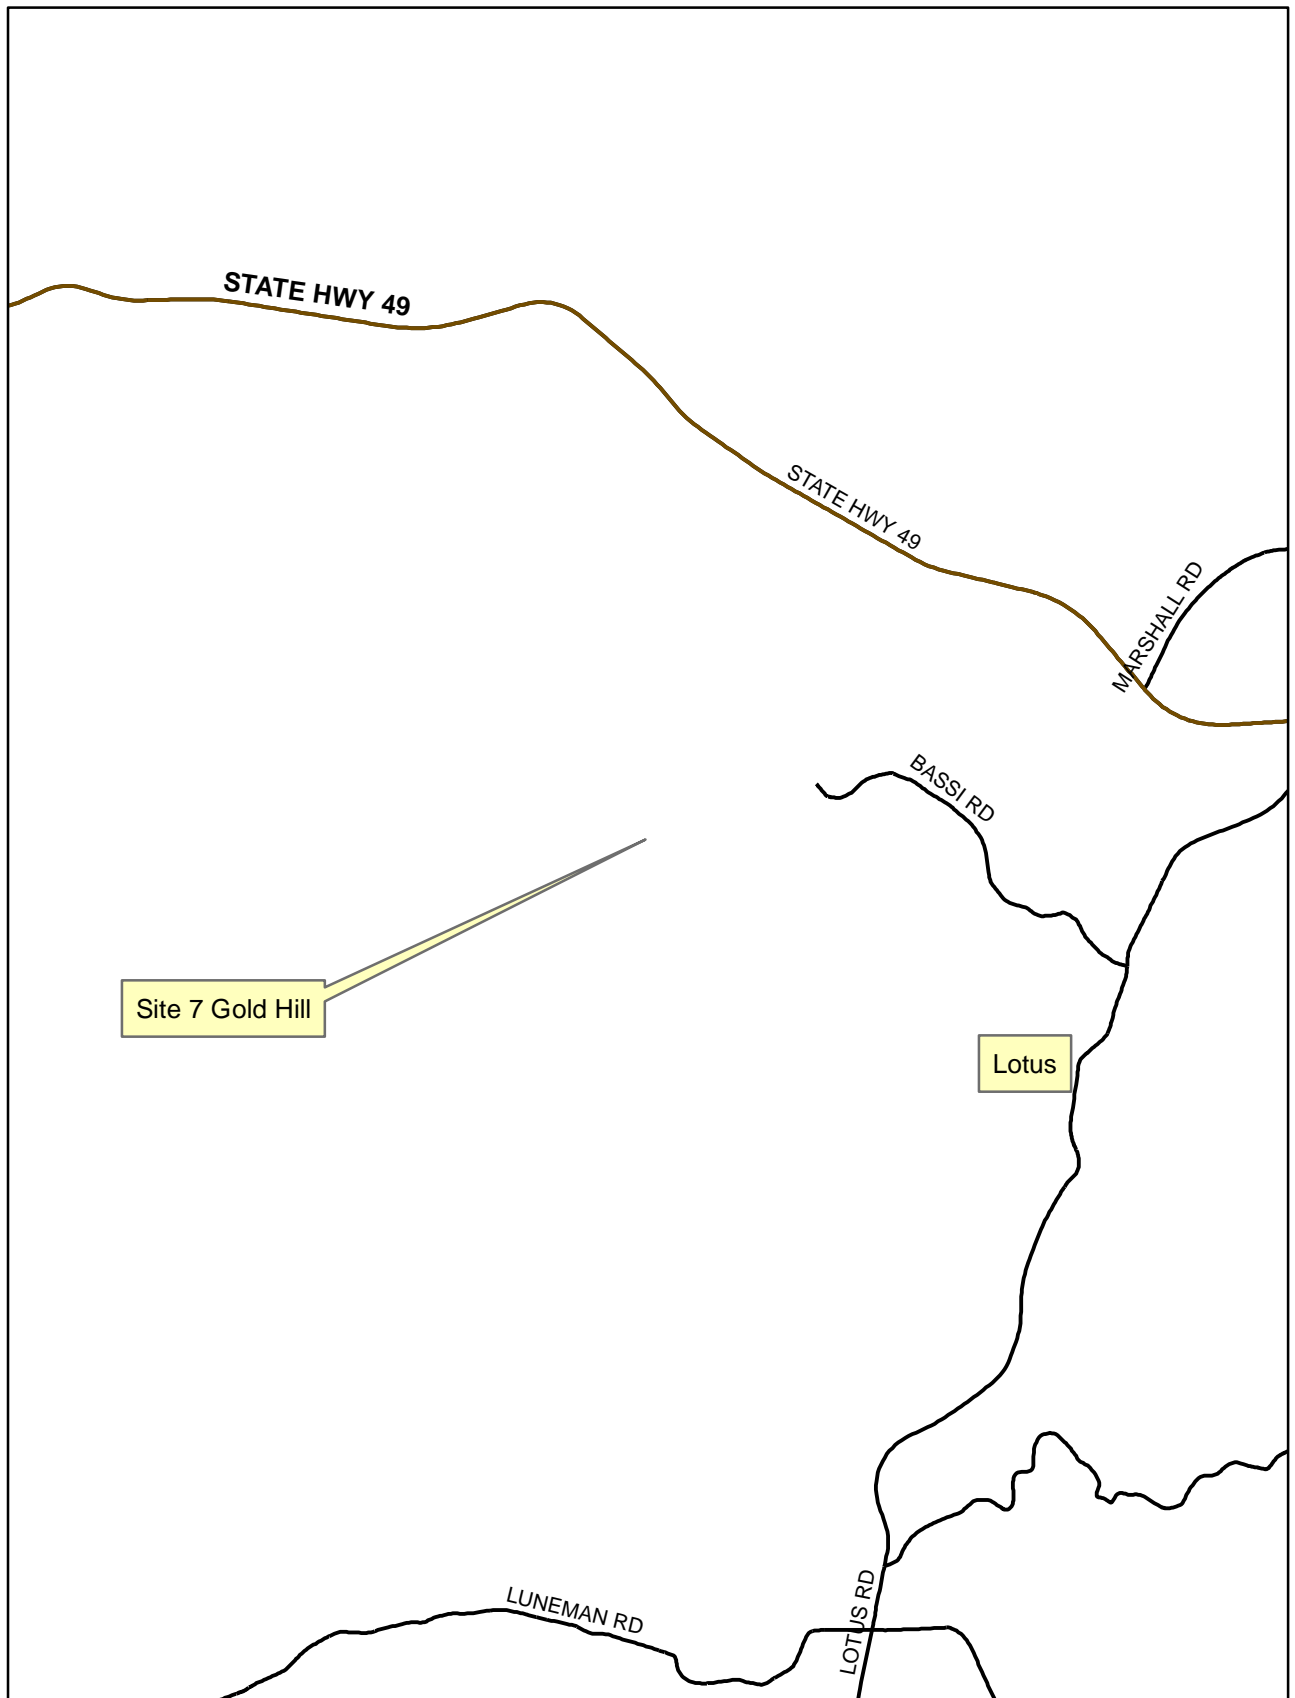 STATE HWY 49
STATE HWY 49
MARSHALL RD
BASSI RD
Site 7 Gold Hill
Lotus
LUNEMAN RD
LOTUS RD